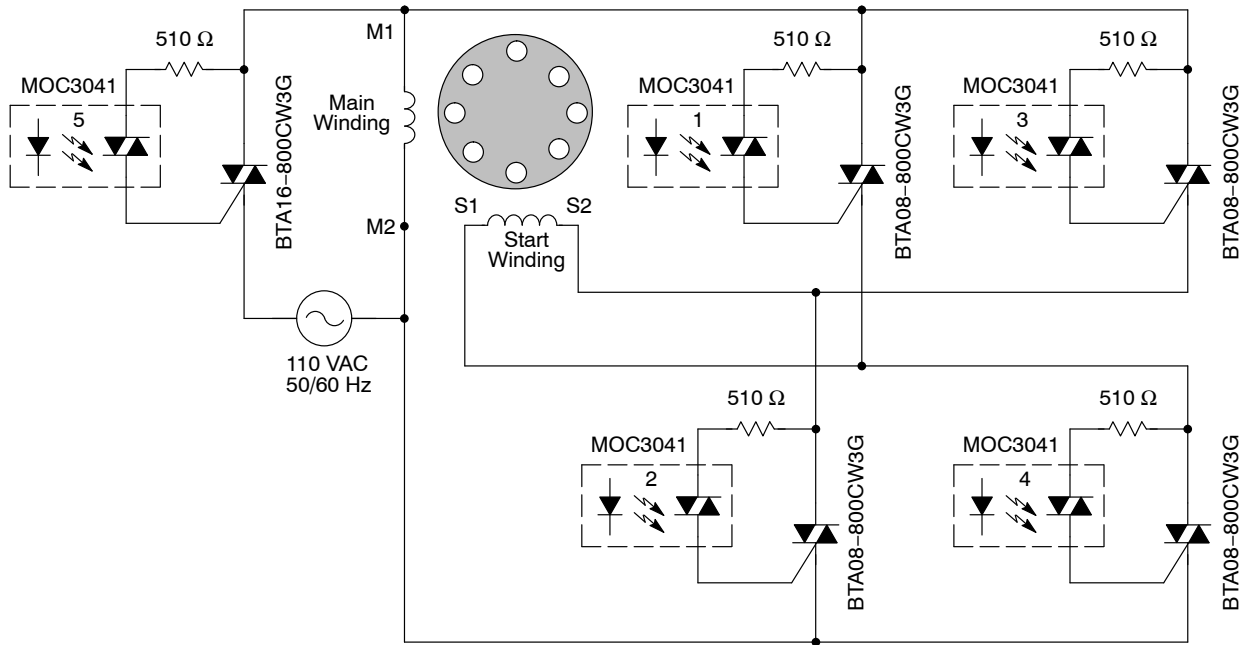 M1
510 Ω
MOC3041
5
BTA16–800CW3G
Main
Winding
M2
S1
S2
Start
Winding
110 VAC
50/60 Hz
510 Ω
MOC3041
1
BTA08–800CW3G
510 Ω
MOC3041
3
BTA08–800CW3G
510 Ω
MOC3041
2
BTA08–800CW3G
510 Ω
MOC3041
4
BTA08–800CW3G